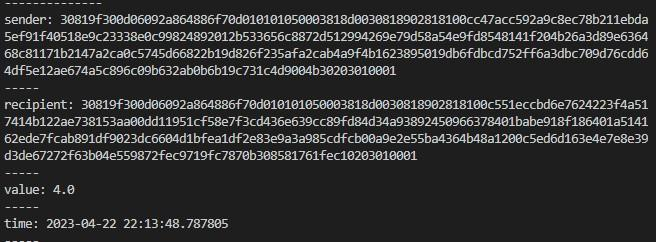 --------------
sender: 30819f300d06092a864886f70d010101050003818d0030818902818100cc47acc592a9c8ec78b211ebda
5ef91f40518e9c23338e0c99824892012b533656c8872d512994269e79d58a54e9fd8548141f204b26a3d89e6364
68c81171b2147a2ca0c5745d66822b19d826f235afa2cab4a9f4b1623895019db6fdbcd752ff6a3dbc709d76cdd6
4df5e12ae674a5c896c09b632ab0b6b19c731c4d9004b30203010001
-----
recipient: 30819f300d06092a864886f70d010101050003818d0030818902818100c551eccbd6e7624223f4a51
7414b122ae738153aa00dd11951cf58e7f3cd436e639cc89fd84d34a93892450966378401babe918f186401a5141
62ede7fcab891df9023dc6604d1bfea1df2e83e9a3a985cdfcb00a9e2e55ba4364b48a1200c5ed6d163e4e7e8e39
d3de67272f63b04e559872fec9719fc7870b308581761fec10203010001
-----
value: 4.0
-----
time: 2023-04-22 22:13:48.787805
-----